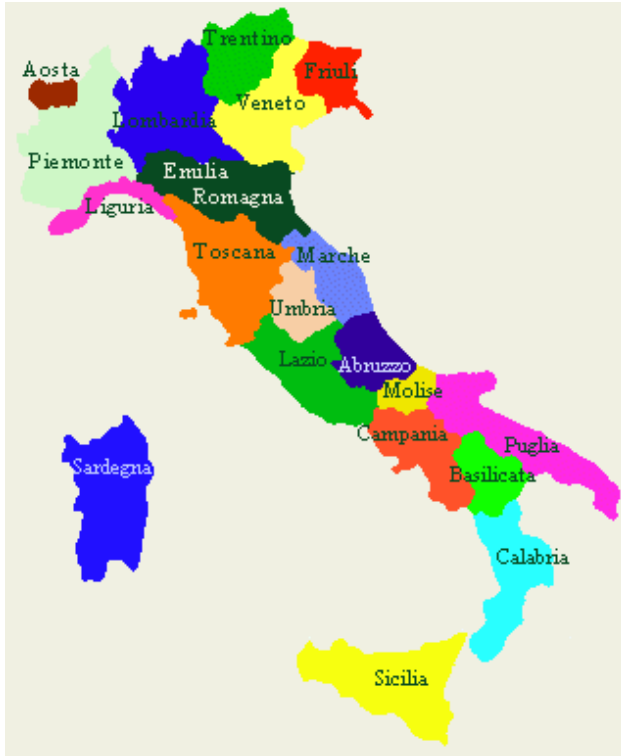 Trentino
Friuli
Aosta
Veneto
Lombardia
Piemonte
Emilia
Romagna
Liguria
Toscana
Marche
Umbria
Lazio
Abruzzo
Molise
Campania
Puglia
Sardegna
Basilicata
Calabria
Sicilia